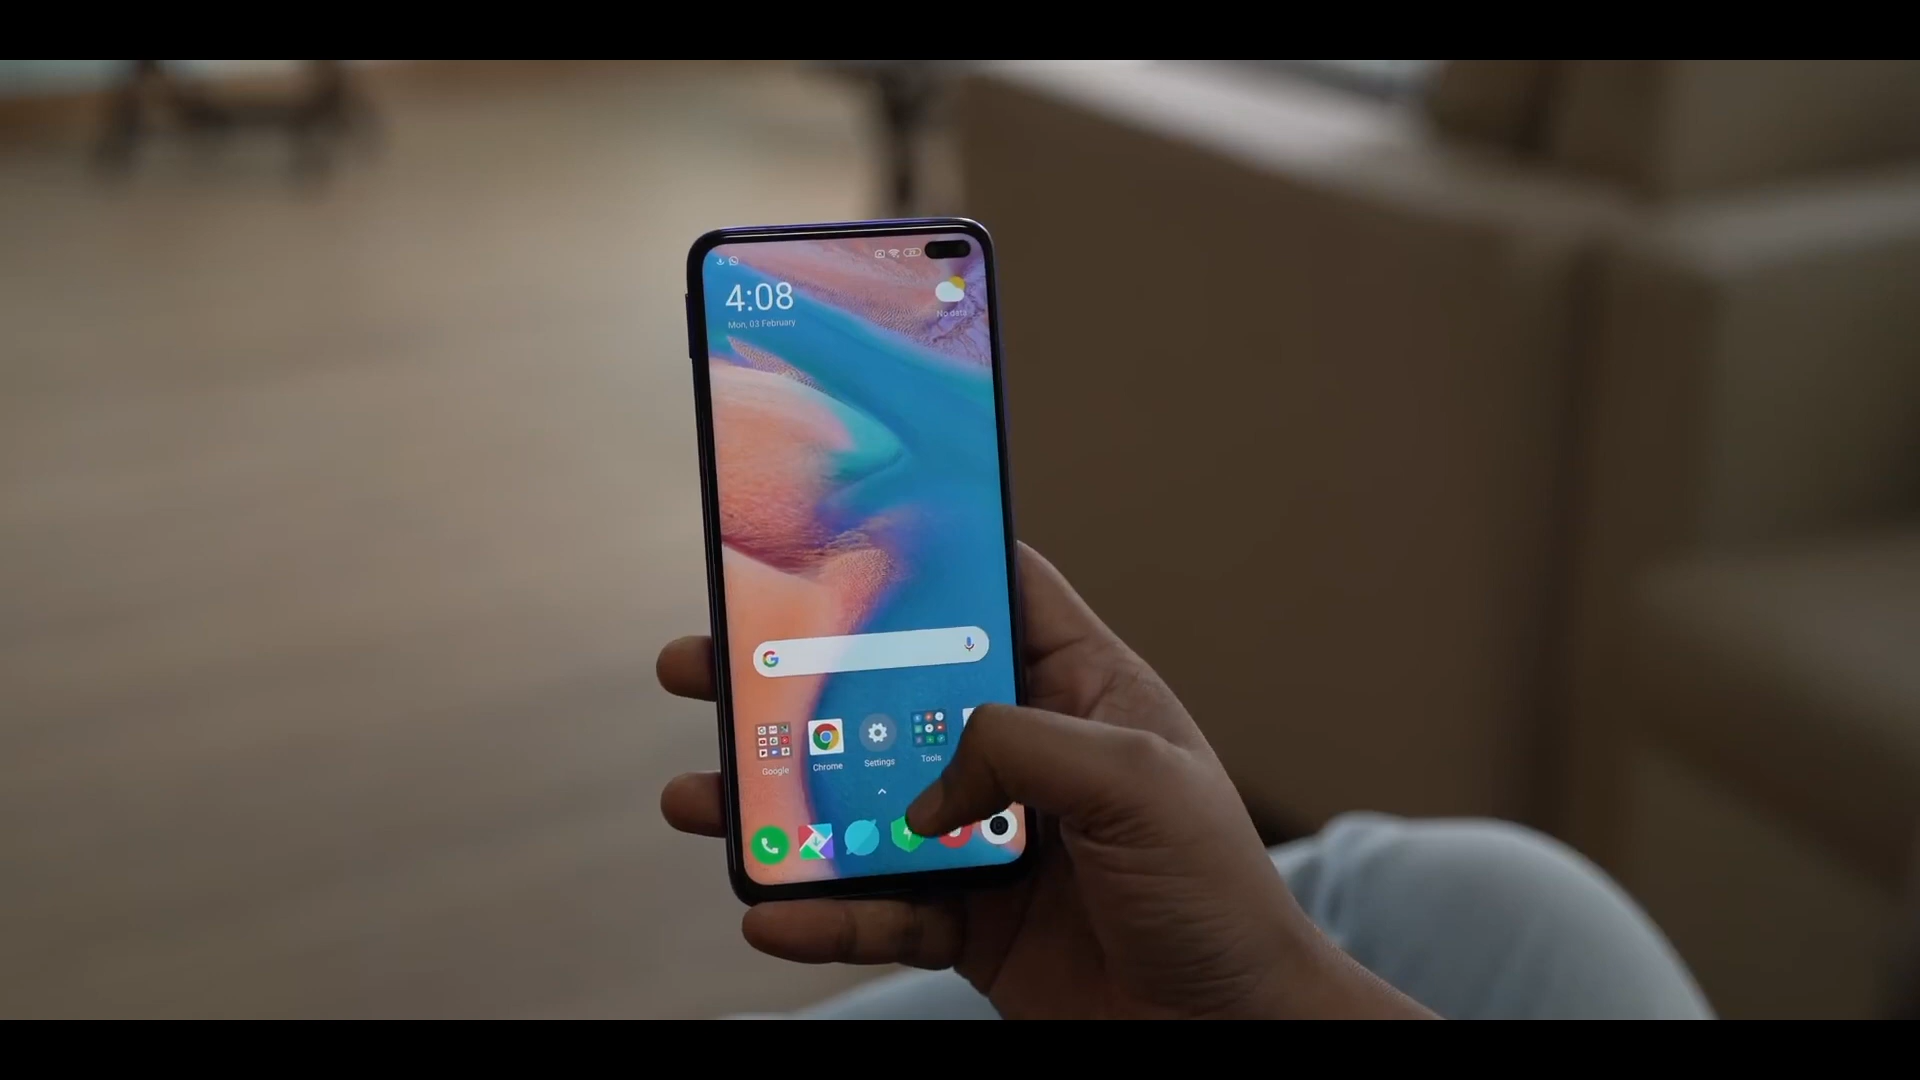 4:08
Mon, 03 February
No data
Google
Chrome
Settings
Tools